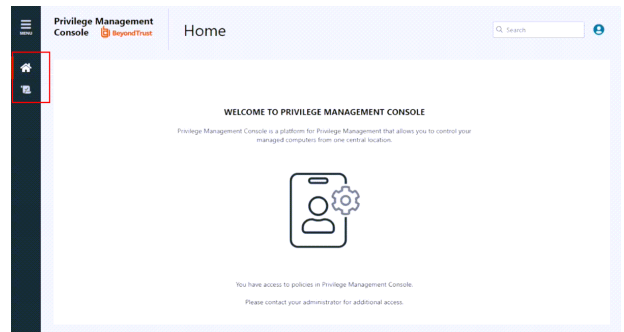 MENU
Privilege Management
Console BeyondTrust
Home
Search
WELCOME TO PRIVILEGE MANAGEMENT CONSOLE
Privilege Management Console is a platform for Privilege Management that allows you to control your
managed computers from one central location.
You have access to policies in Privilege Management Console.
Please contact your administrator for additional access.